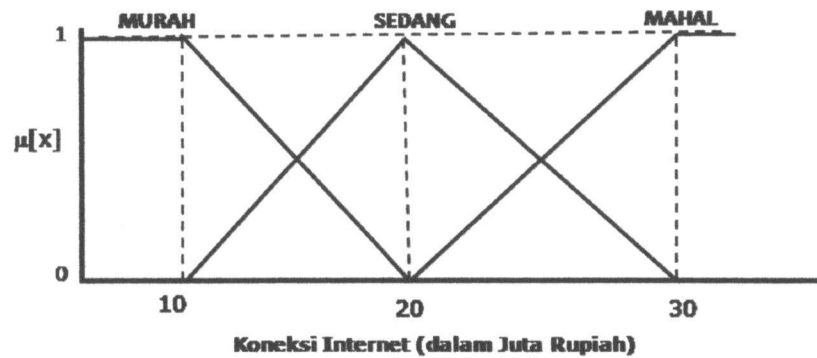 MURAH SEDANG MAHAL
1
μ[x]
0
10 20 30
Koneksi Internet (dalam Juta Rupiah)